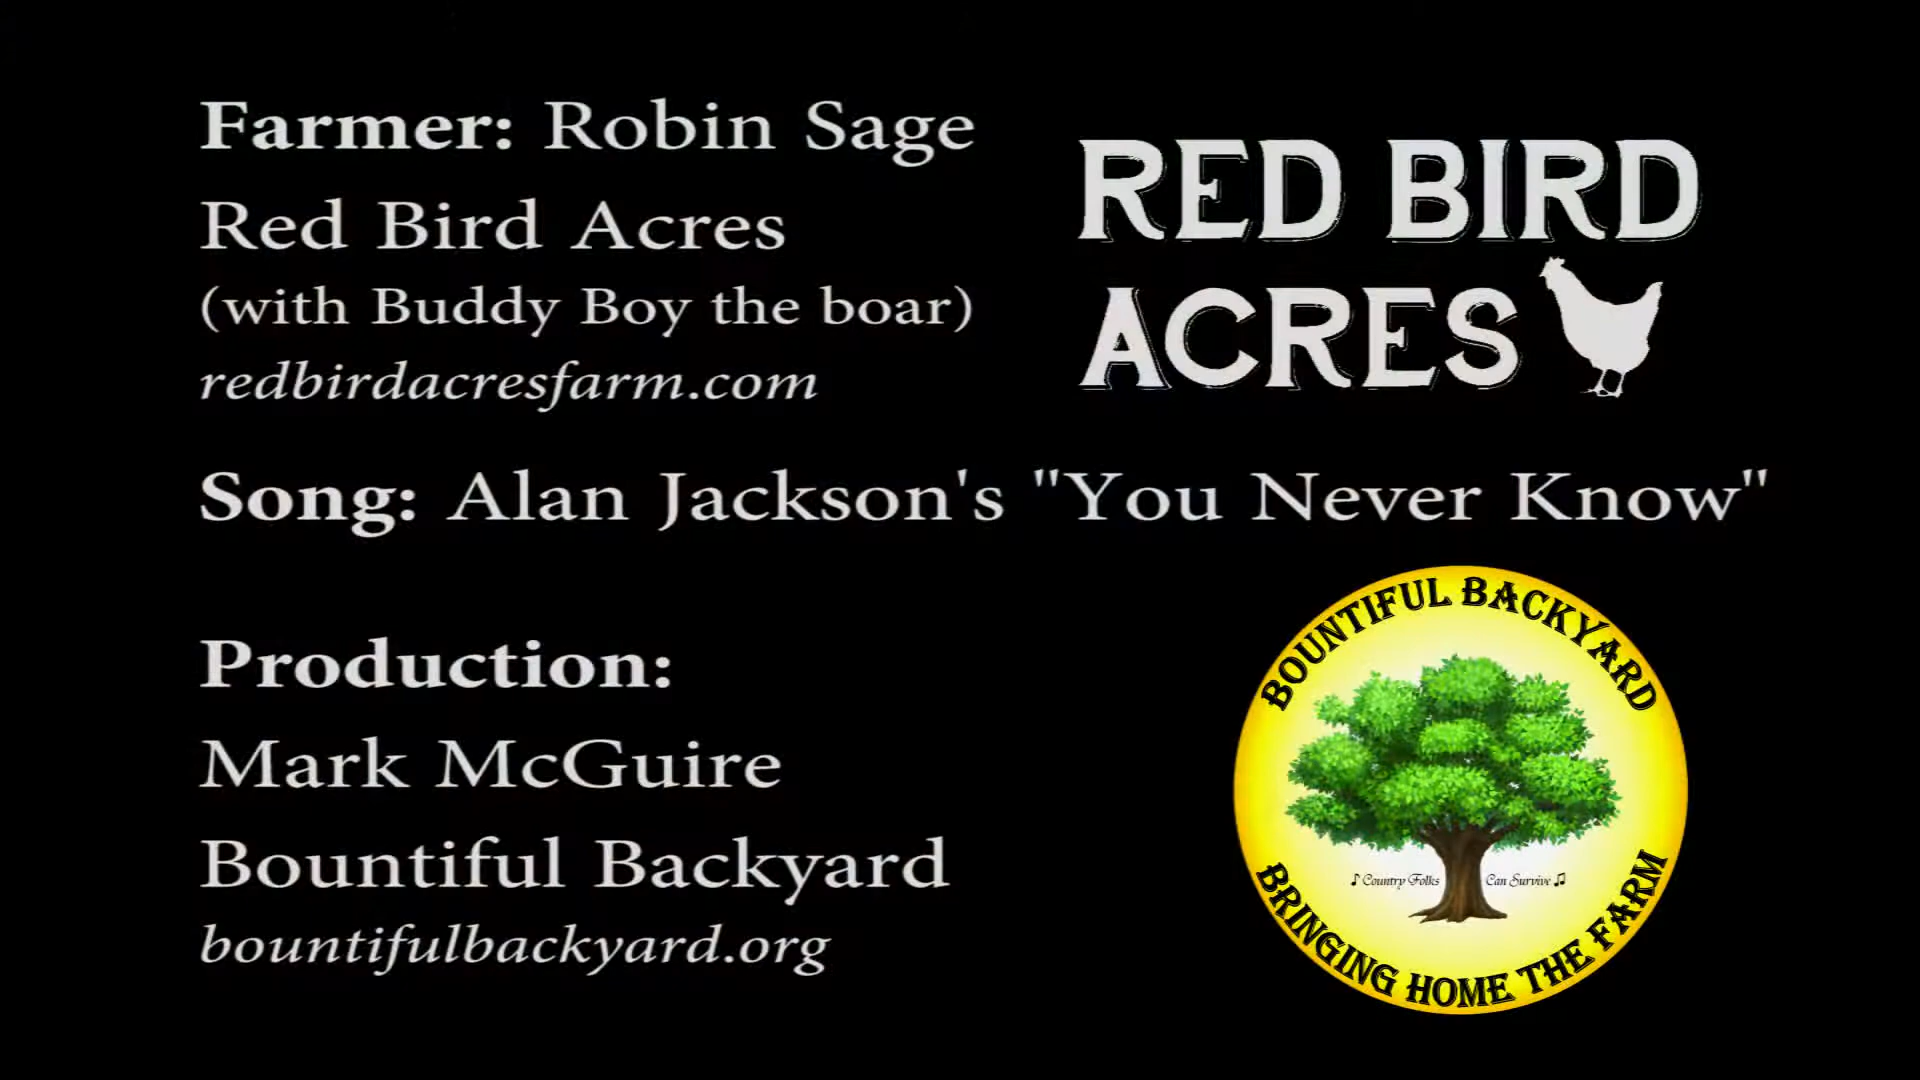 Farmer: Robin Sage
Red Bird Acres
(with Buddy Boy the boar)
redbirdacresfarm.com
RED BIRD
ACRES
Song: Alan Jackson's "You Never Know"
Production:
Mark McGuire
Bountiful Backyard
bountifulbackyard.org
BOUNTIFUL BACKYARD
♪ Country Folks Can Survive ♫
BRINGING HOME THE FARM